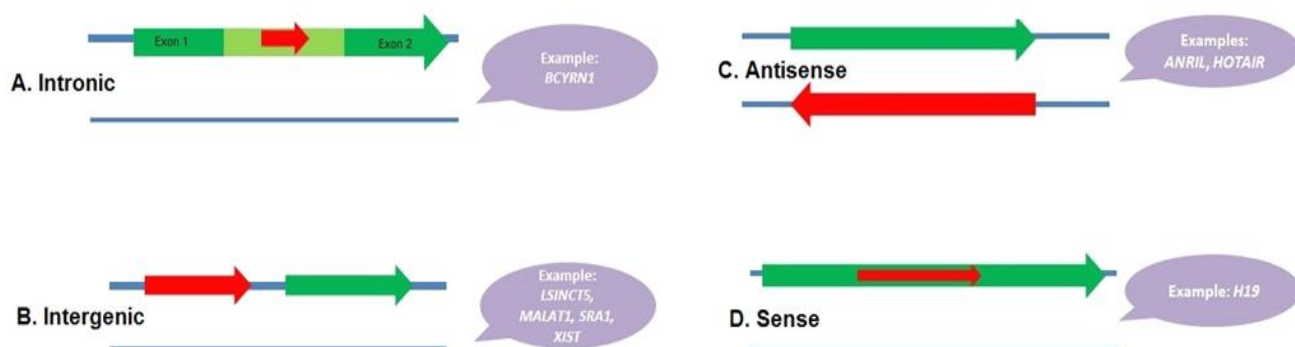 Exon 1
Exon 2
A. Intronic
Example:
BCYRN1
C. Antisense
Examples:
ANRIL, HOTAIR
B. Intergenic
Example:
LSINCT5,
MALAT1, SRA1,
XIST
D. Sense
Example: H19